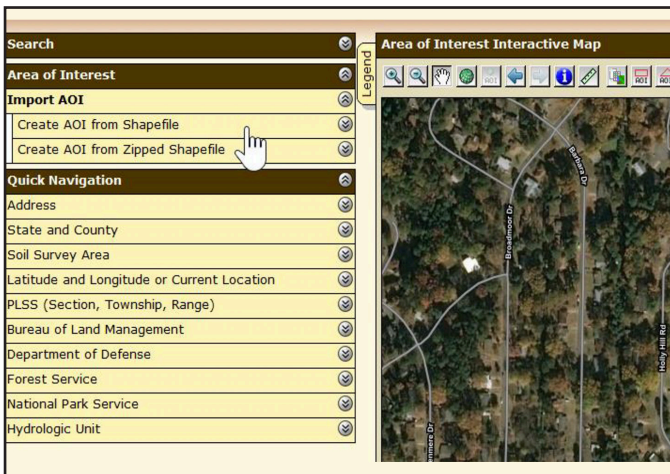 Search
Area of Interest
Import AOI
Create AOI from Shapefile
Create AOI from Zipped Shapefile
Quick Navigation
Address
State and County
Soil Survey Area
Latitude and Longitude or Current Location
PLSS (Section, Township, Range)
Bureau of Land Management
Department of Defense
Forest Service
National Park Service
Hydrologic Unit
Legend
Area of Interest Interactive Map
AOI
AOI
Barbara Dr
Broadmoor Dr
Holly Hill Rd